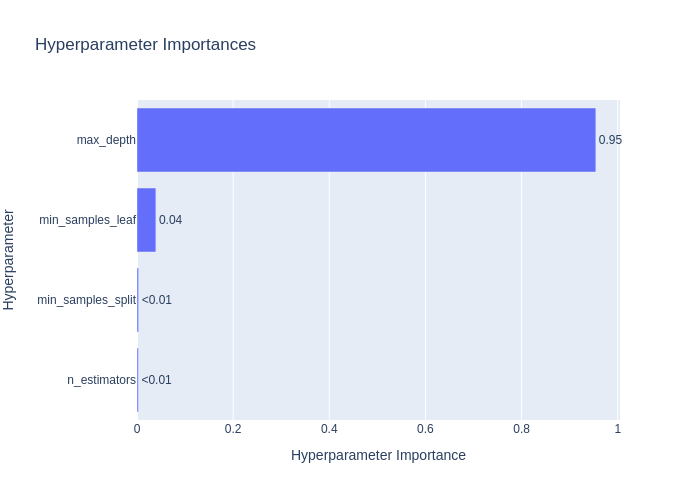 Hyperparameter Importances
Hyperparameter
max_depth
0.95
min_samples_leaf
0.04
min_samples_split
<0.01
n_estimators
<0.01
0
0.2
0.4
0.6
0.8
1
Hyperparameter Importance